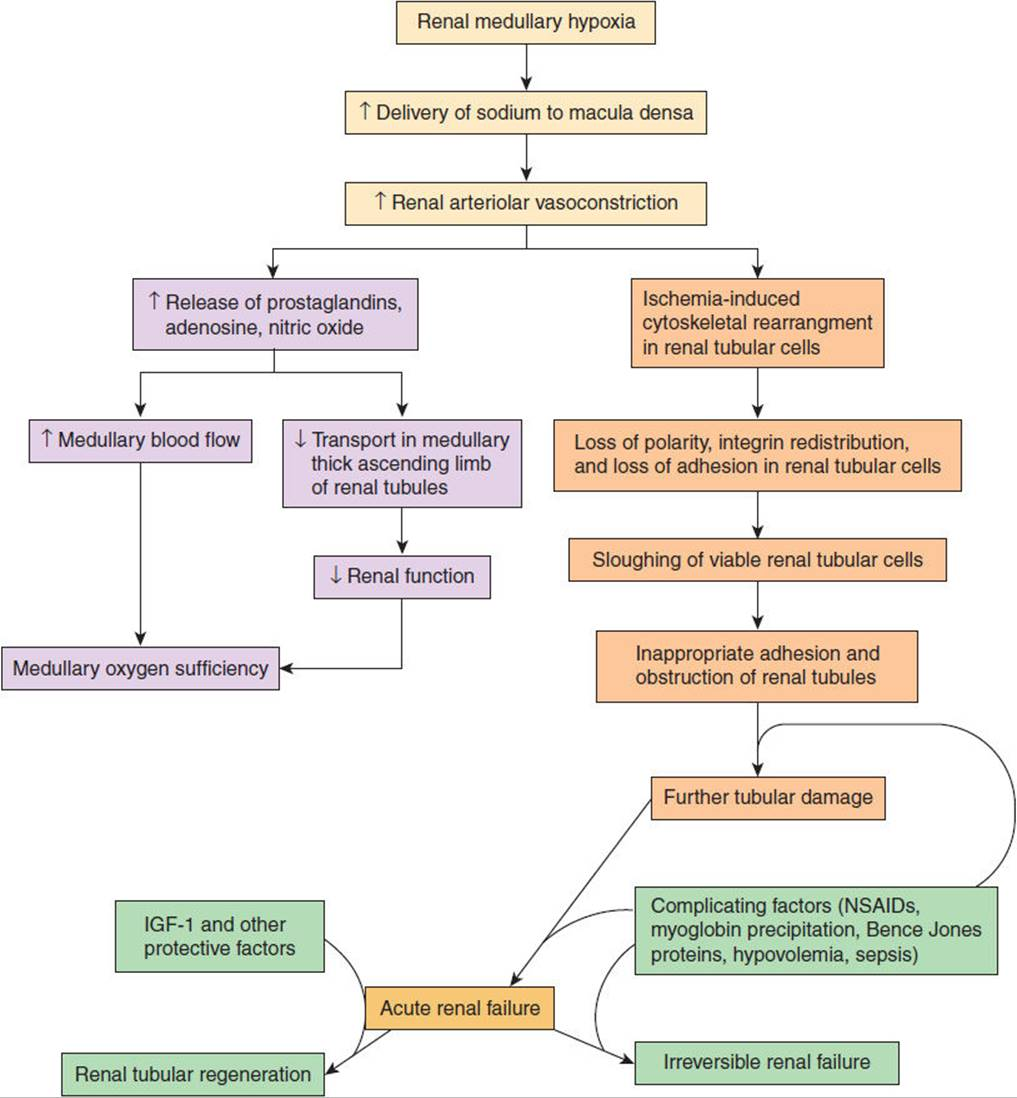 Renal medullary hypoxia
↑ Delivery of sodium to macula densa
↑ Renal arteriolar vasoconstriction
↑ Release of prostaglandins,
adenosine, nitric oxide
Ischemia-induced
cytoskeletal rearrangment
in renal tubular cells
↑ Medullary blood flow
↓ Transport in medullary
thick ascending limb
of renal tubules
Loss of polarity, integrin redistribution,
and loss of adhesion in renal tubular cells
↓ Renal function
Sloughing of viable renal tubular cells
Medullary oxygen sufficiency
Inappropriate adhesion and
obstruction of renal tubules
Further tubular damage
IGF-1 and other
protective factors
Complicating factors (NSAIDs,
myoglobin precipitation, Bence Jones
proteins, hypovolemia, sepsis)
Acute renal failure
Renal tubular regeneration
Irreversible renal failure